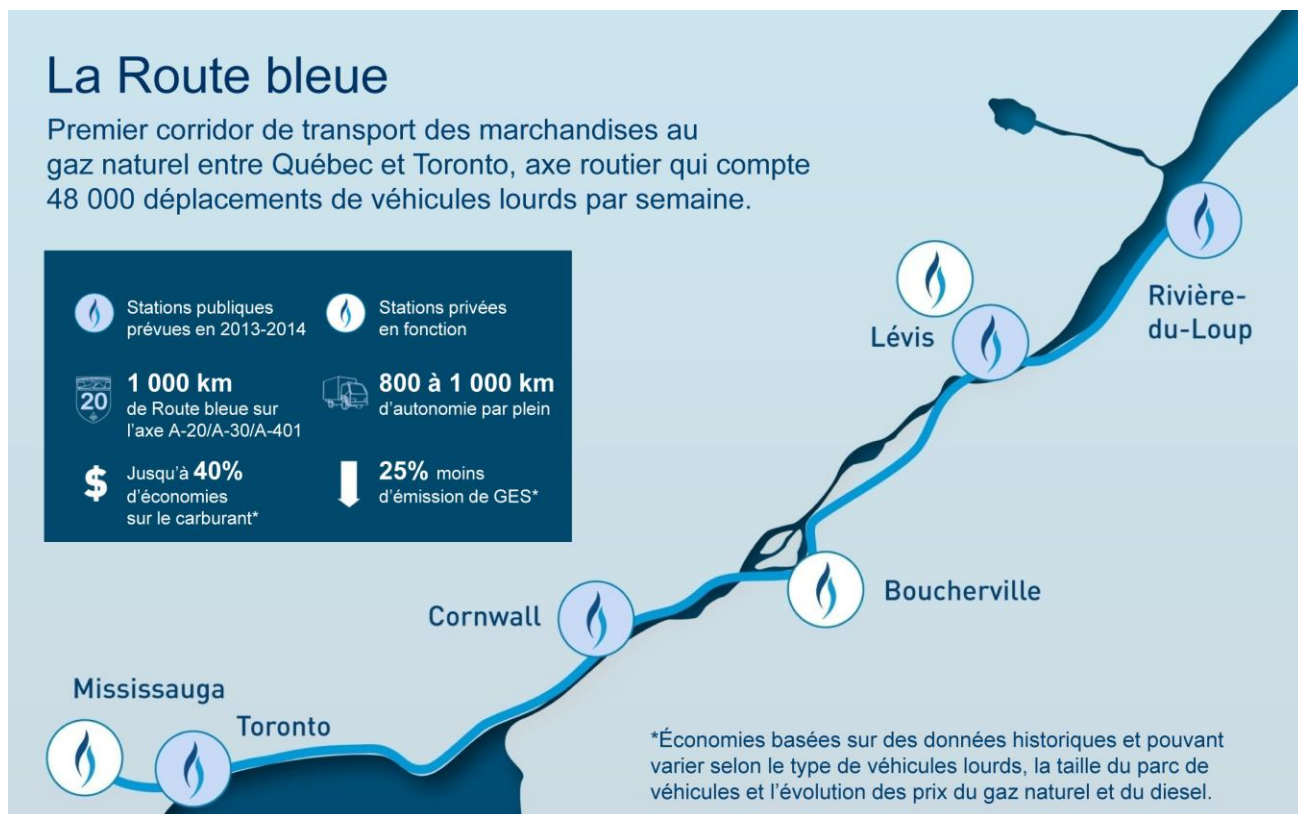 La Route bleue
Premier corridor de transport des marchandises au
gaz naturel entre Québec et Toronto, axe routier qui compte
48 000 déplacements de véhicules lourds par semaine.
Stations publiques
prévues en 2013-2014
Stations privées
en fonction
20
1 000 km
de Route bleue sur
l'axe A-20/A-30/A-401
800 à 1 000 km
d'autonomie par plein
$
Jusqu'à 40%
d'économies
sur le carburant*
25% moins
d'émission de GES*
Rivière-
du-Loup
Lévis
Boucherville
Cornwall
Mississauga
Toronto
*Économies basées sur des données historiques et pouvant
varier selon le type de véhicules lourds, la taille du parc de
véhicules et l'évolution des prix du gaz naturel et du diesel.